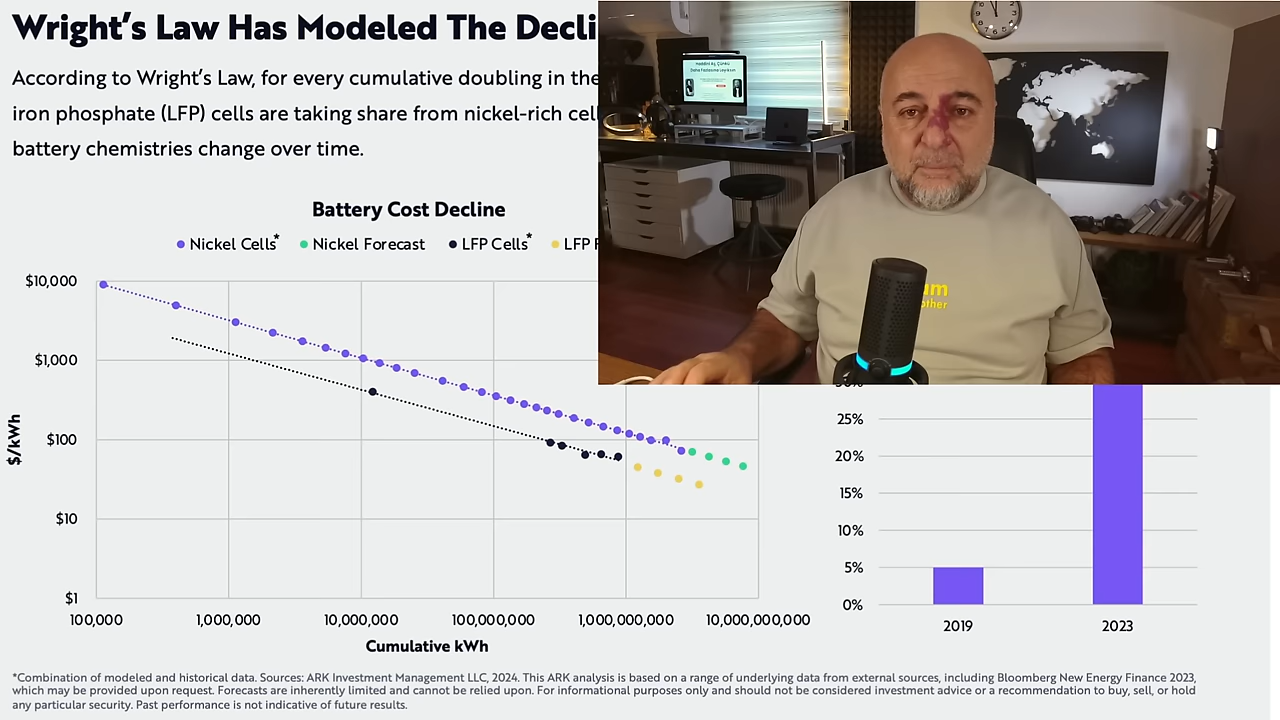 Wright’s Law Has Modeled The Decli
According to Wright’s Law, for every cumulative doubling in the
iron phosphate (LFP) cells are taking share from nickel-rich cell
battery chemistries change over time.
Battery Cost Decline
Nickel Cells* Nickel Forecast LFP Cells* LFP F
$10,000
$1,000
$100
$10
$1
$/kWh
100,000 1,000,000 10,000,000 100,000,000 1,000,000,000 10,000,000,000
Cumulative kWh
30%
25%
20%
15%
10%
5%
0%
2019 2023
um
other
*Combination of modeled and historical data. Sources: ARK Investment Management LLC, 2024. This ARK analysis is based on a range of underlying data from external sources, including Bloomberg New Energy Finance 2023,
which may be provided upon request. Forecasts are inherently limited and cannot be relied upon. For informational purposes only and should not be considered investment advice or a recommendation to buy, sell, or hold
any particular security. Past performance is not indicative of future results.